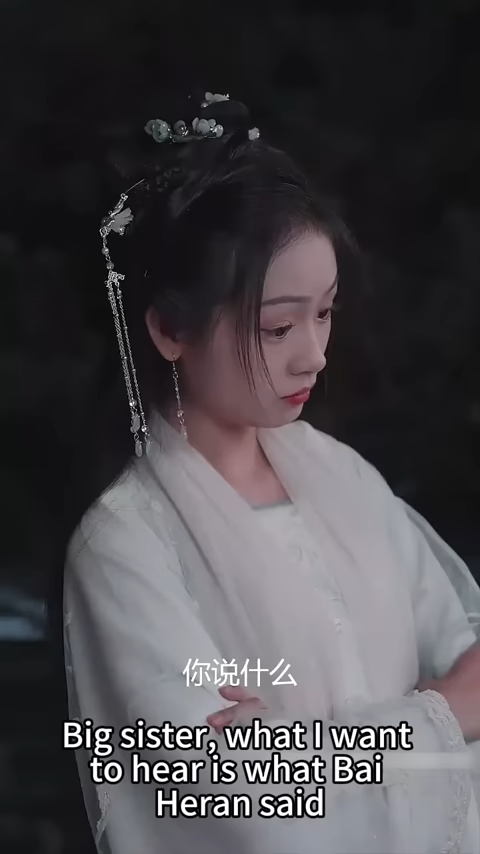 你说什么
Big sister, what I want
to hear is what Bai
Heran said